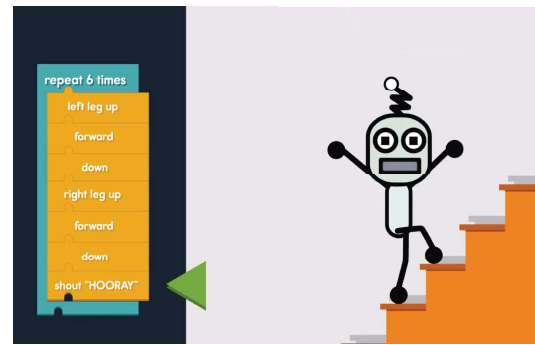 repeat 6 times
left leg up
forward
down
right leg up
forward
down
shout "HOORAY"